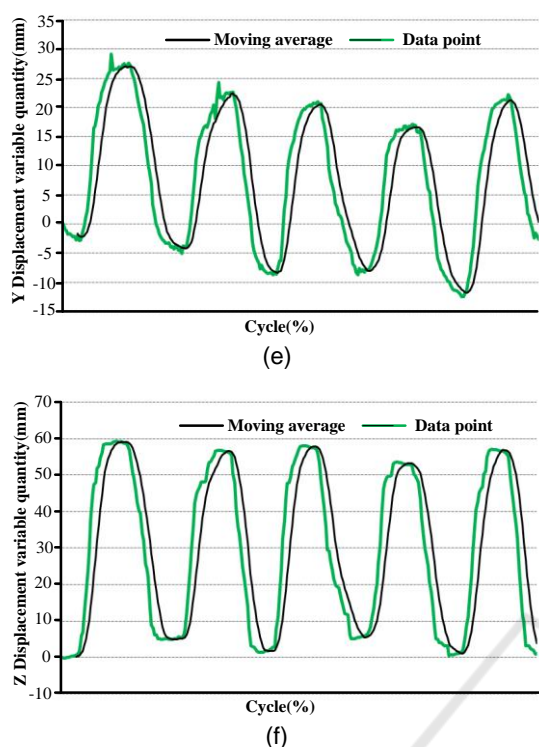 35
30
25
20
15
10
5
0
-5
-10
-15
Y Displacement variable quantity(mm)
Moving average Data point
Cycle(%)
(e)
70
60
50
40
30
20
10
0
-10
Z Displacement variable quantity(mm)
Moving average Data point
Cycle(%)
(f)